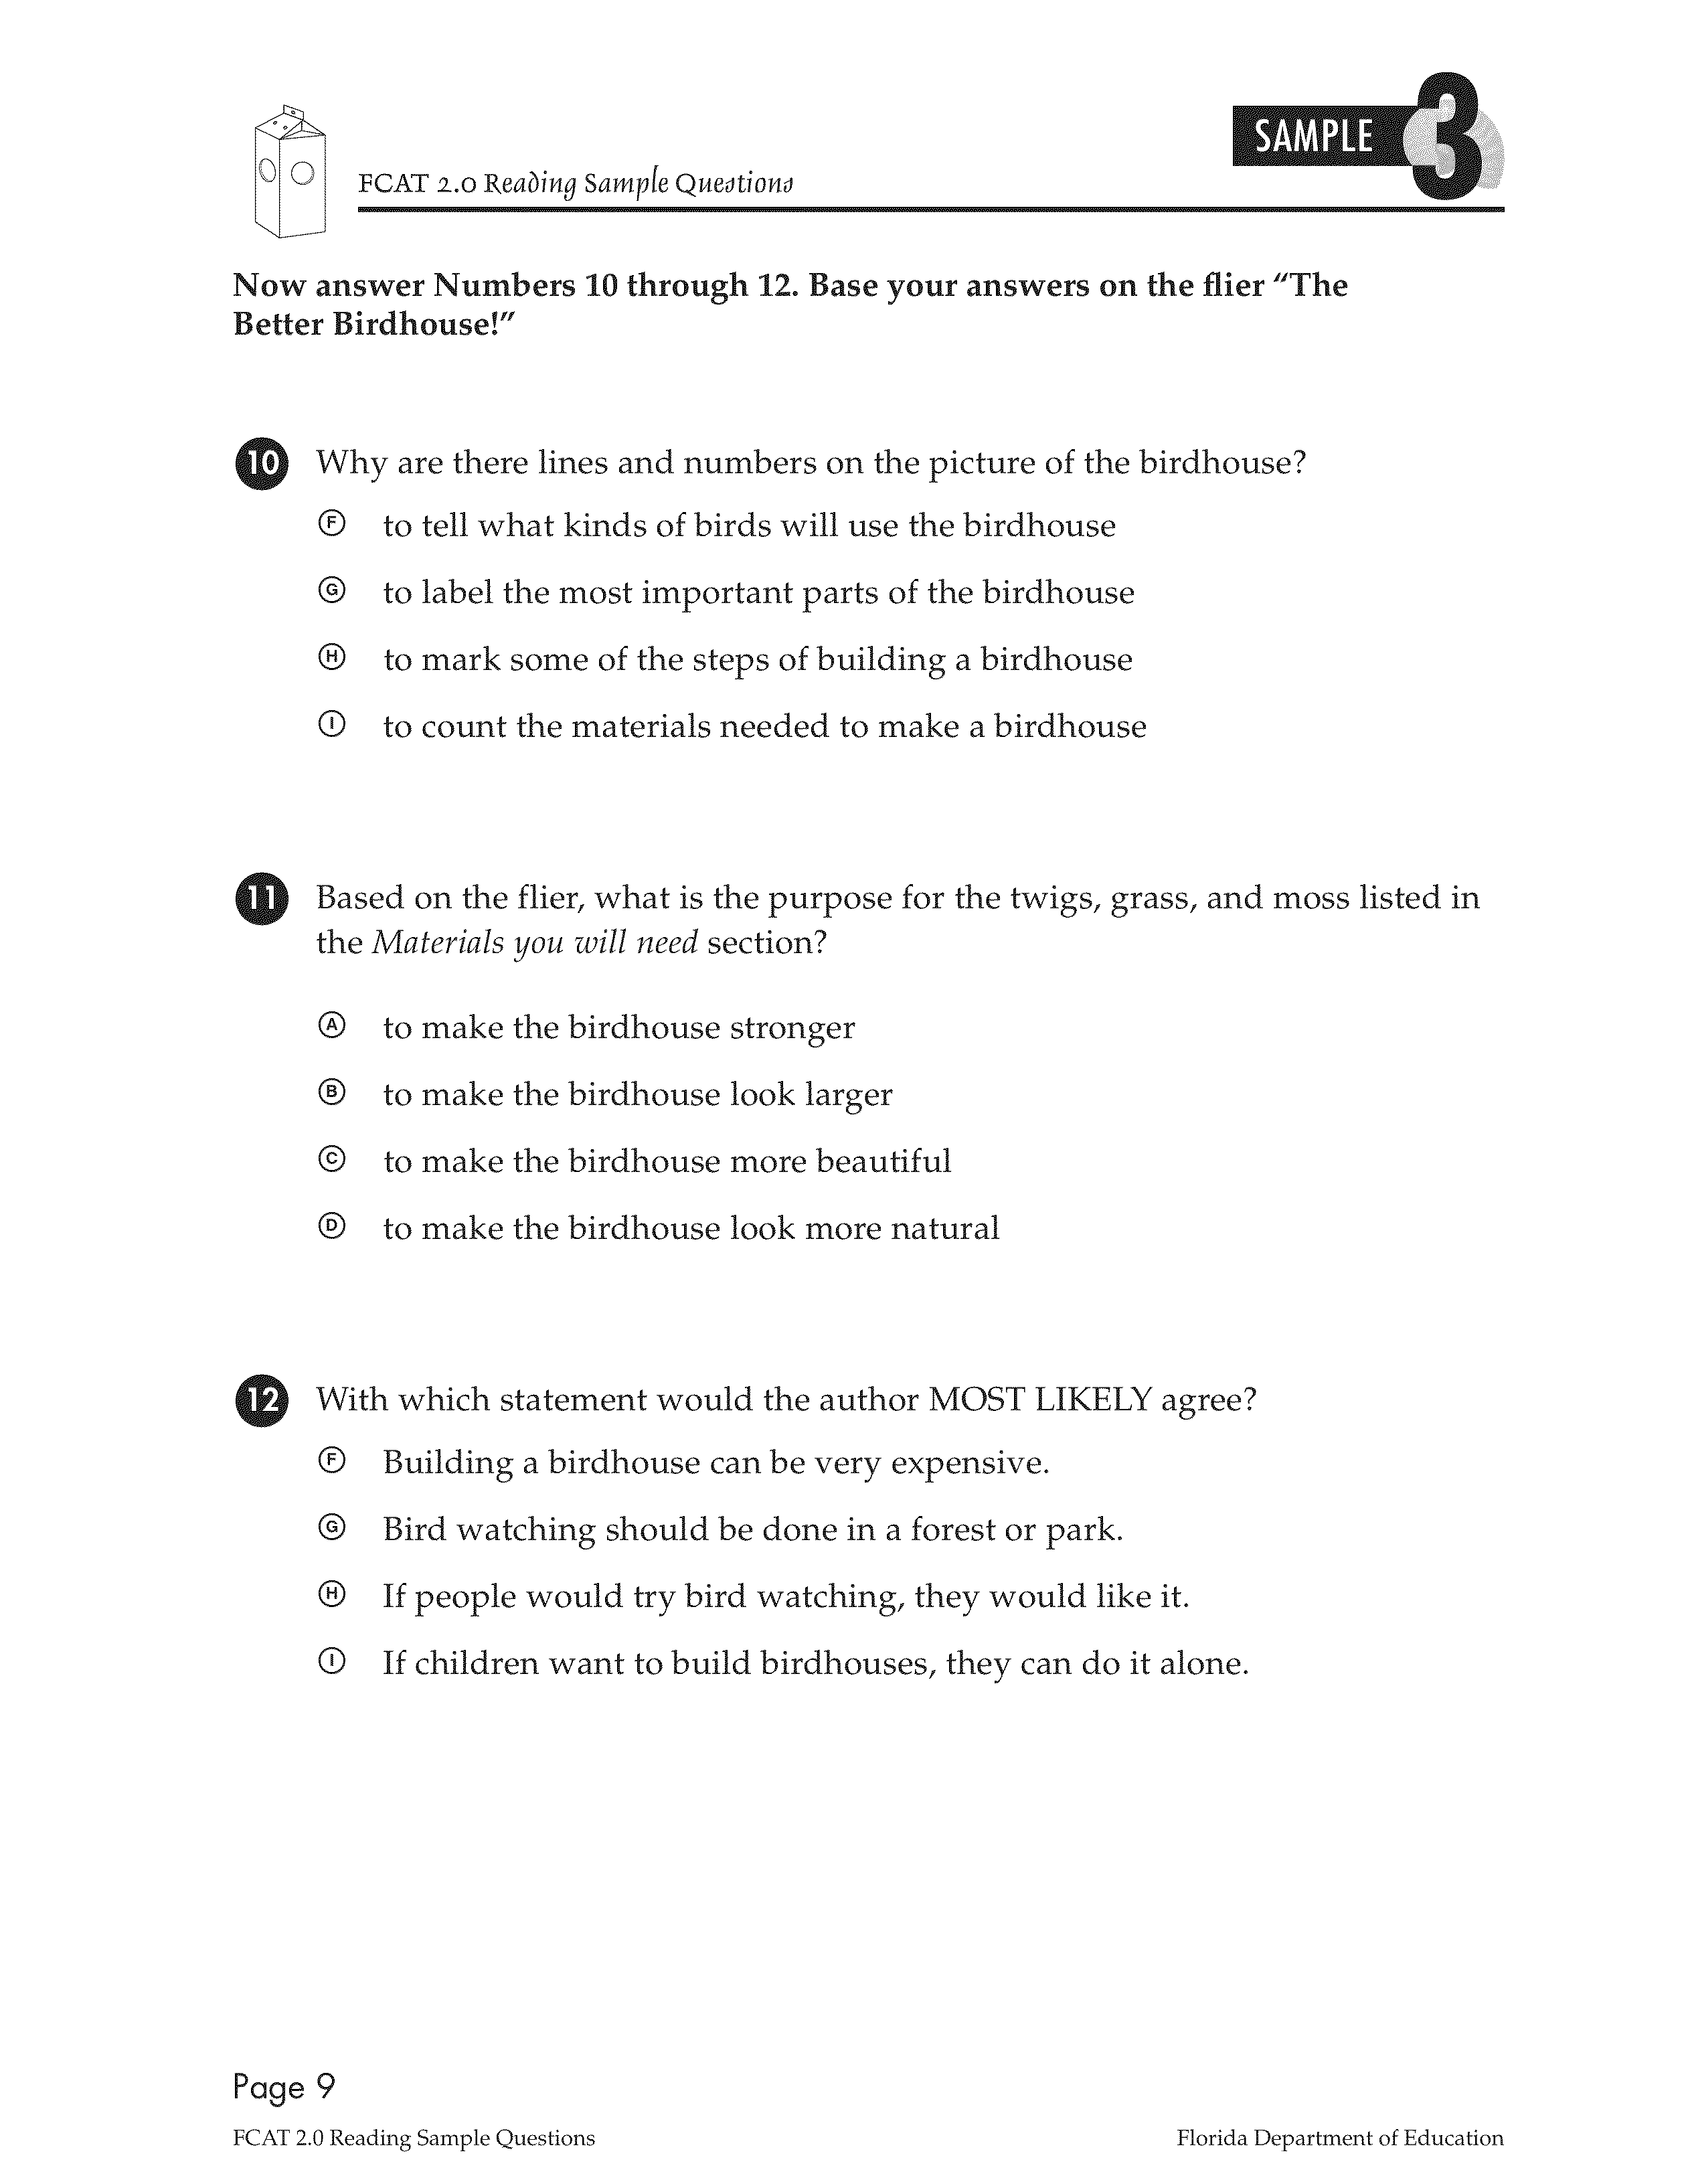 SAMPLE 3
FCAT 2.0 Reading Sample Questions
Now answer Numbers 10 through 12. Base your answers on the flier “The
Better Birdhouse!”
10 Why are there lines and numbers on the picture of the birdhouse?
F to tell what kinds of birds will use the birdhouse
G to label the most important parts of the birdhouse
H to mark some of the steps of building a birdhouse
I to count the materials needed to make a birdhouse
11 Based on the flier, what is the purpose for the twigs, grass, and moss listed in
the Materials you will need section?
A to make the birdhouse stronger
B to make the birdhouse look larger
C to make the birdhouse more beautiful
D to make the birdhouse look more natural
12 With which statement would the author MOST LIKELY agree?
F Building a birdhouse can be very expensive.
G Bird watching should be done in a forest or park.
H If people would try bird watching, they would like it.
I If children want to build birdhouses, they can do it alone.
Page 9
FCAT 2.0 Reading Sample Questions
Florida Department of Education